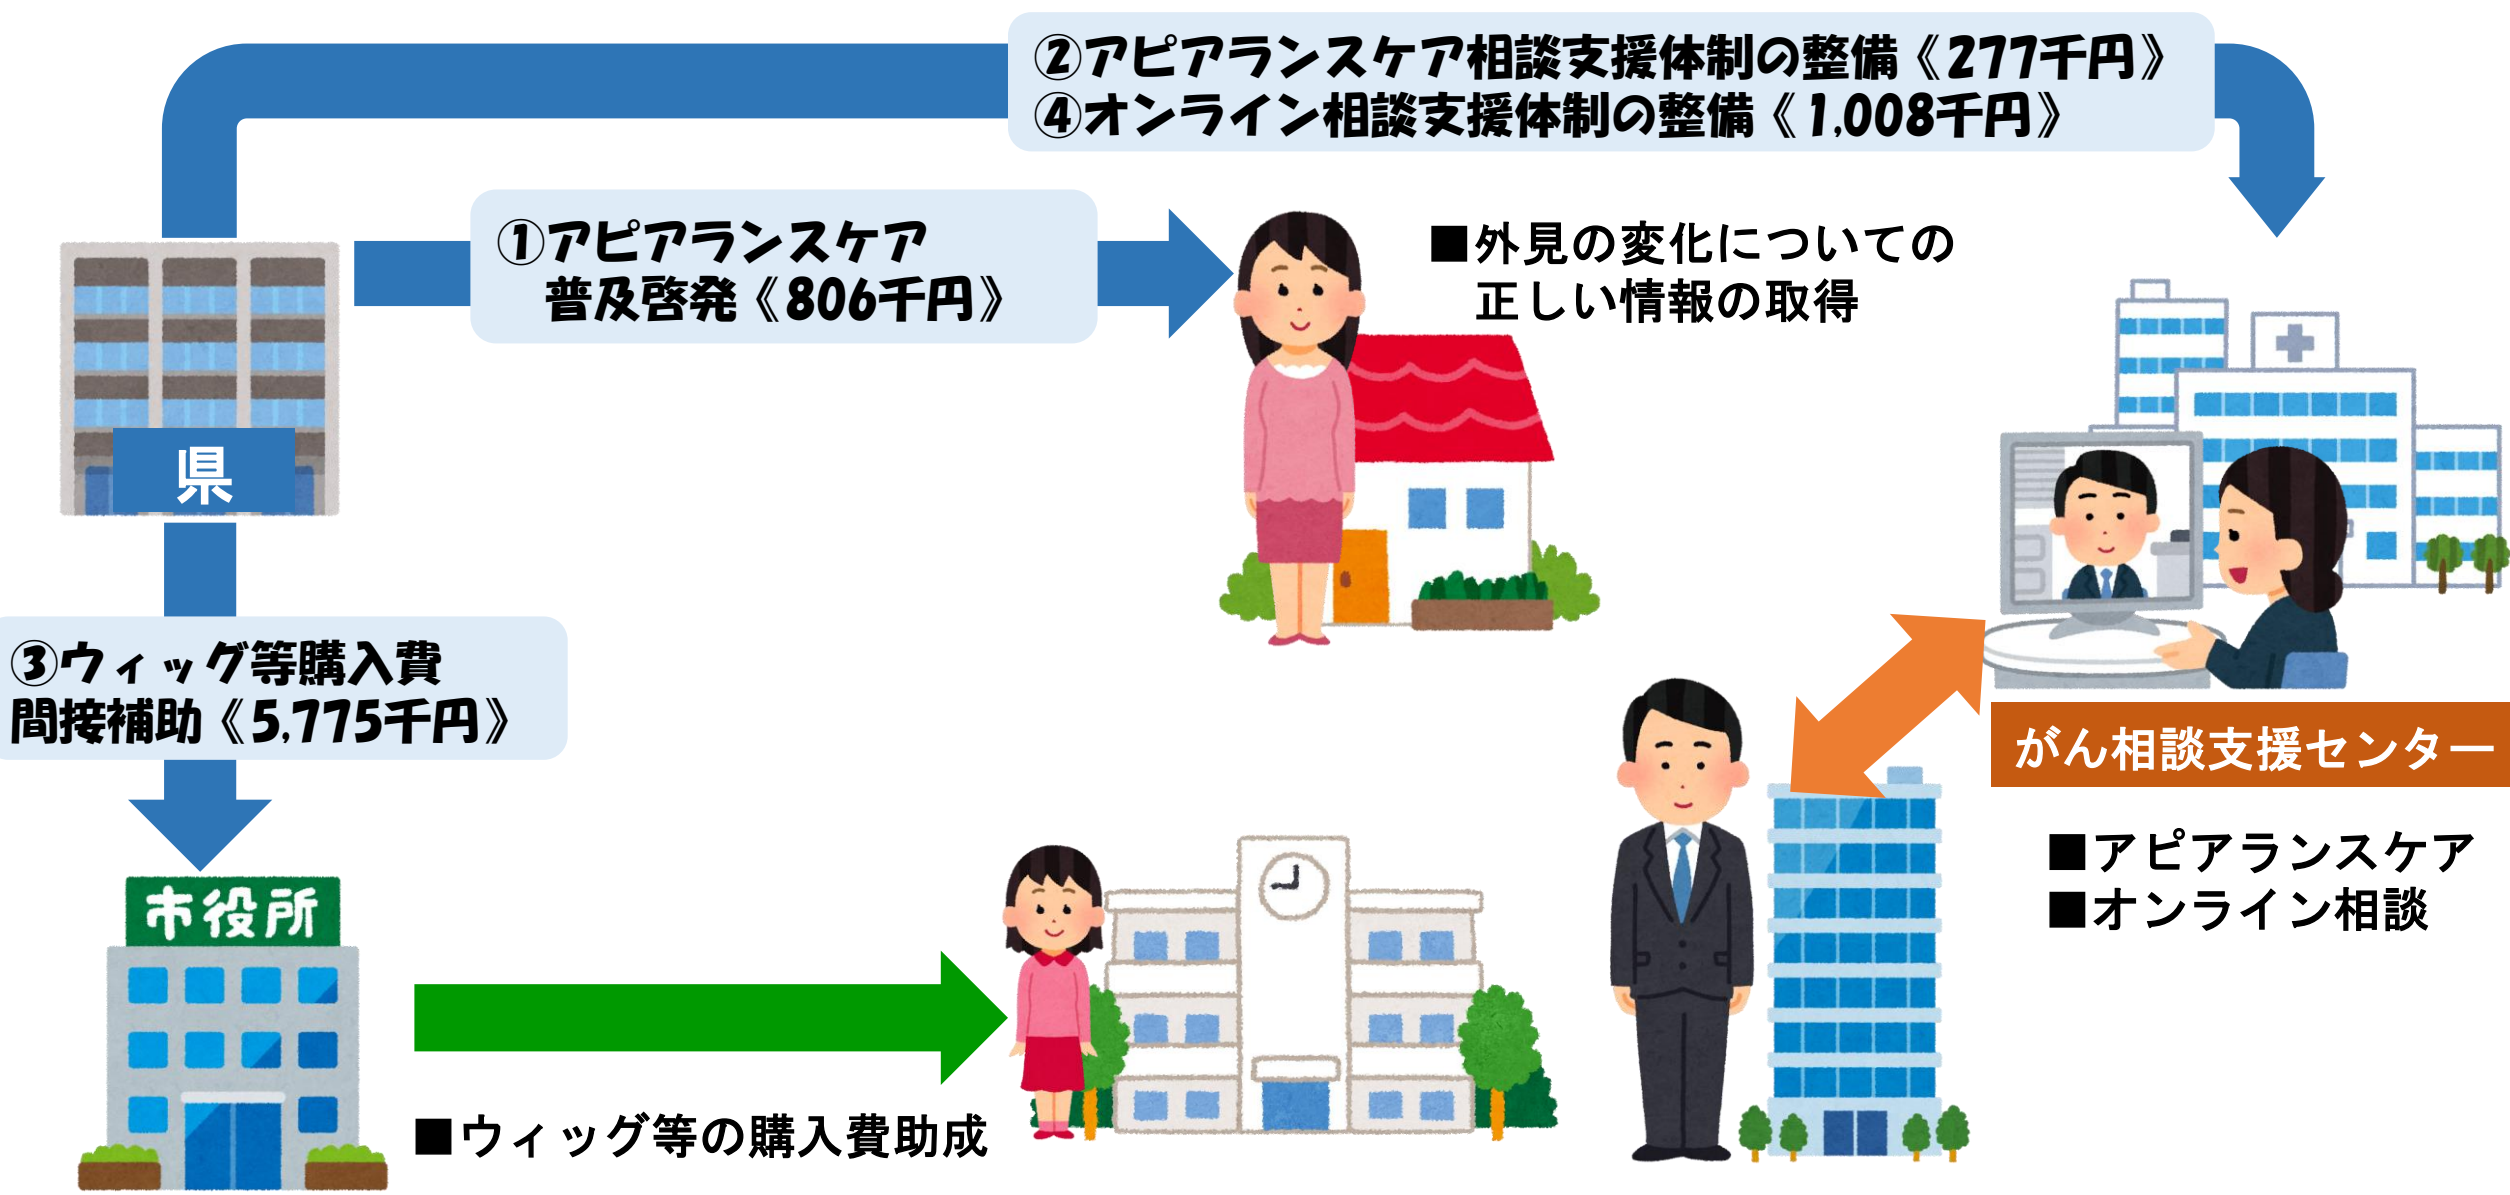 ②アピアランスケア相談支援体制の整備《277千円》
④オンライン相談支援体制の整備《1,008千円》
①アピアランスケア
普及啓発《806千円》
■外見の変化についての
正しい情報の取得
県
③ウィッグ等購入費
間接補助《5,775千円》
がん相談支援センター
■アピアランスケア
■オンライン相談
市役所
■ウィッグ等の購入費助成